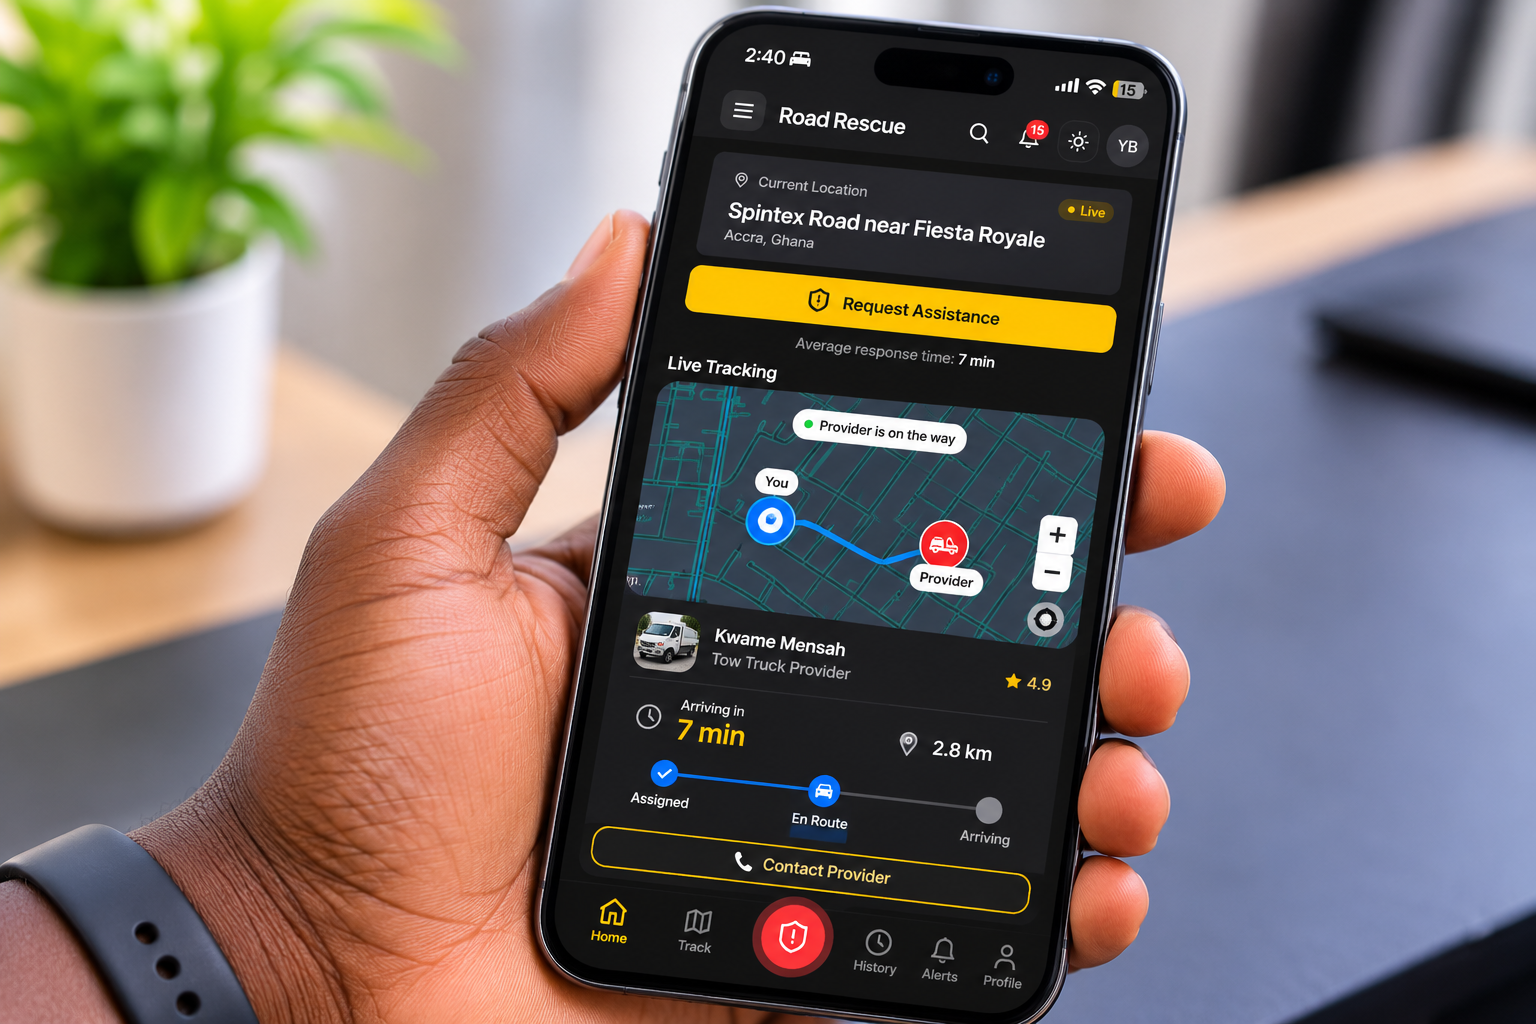 2:40
15
Road Rescue
15
YB
Current Location
Live
Spintex Road near Fiesta Royale
Accra, Ghana
Request Assistance
Average response time: 7 min
Live Tracking
Provider is on the way
You
+
Provider
−
Kwame Mensah
Tow Truck Provider
4.9
Arriving in
7 min
2.8 km
Assigned
En Route
Arriving
Contact Provider
Home
Track
History
Alerts
Profile